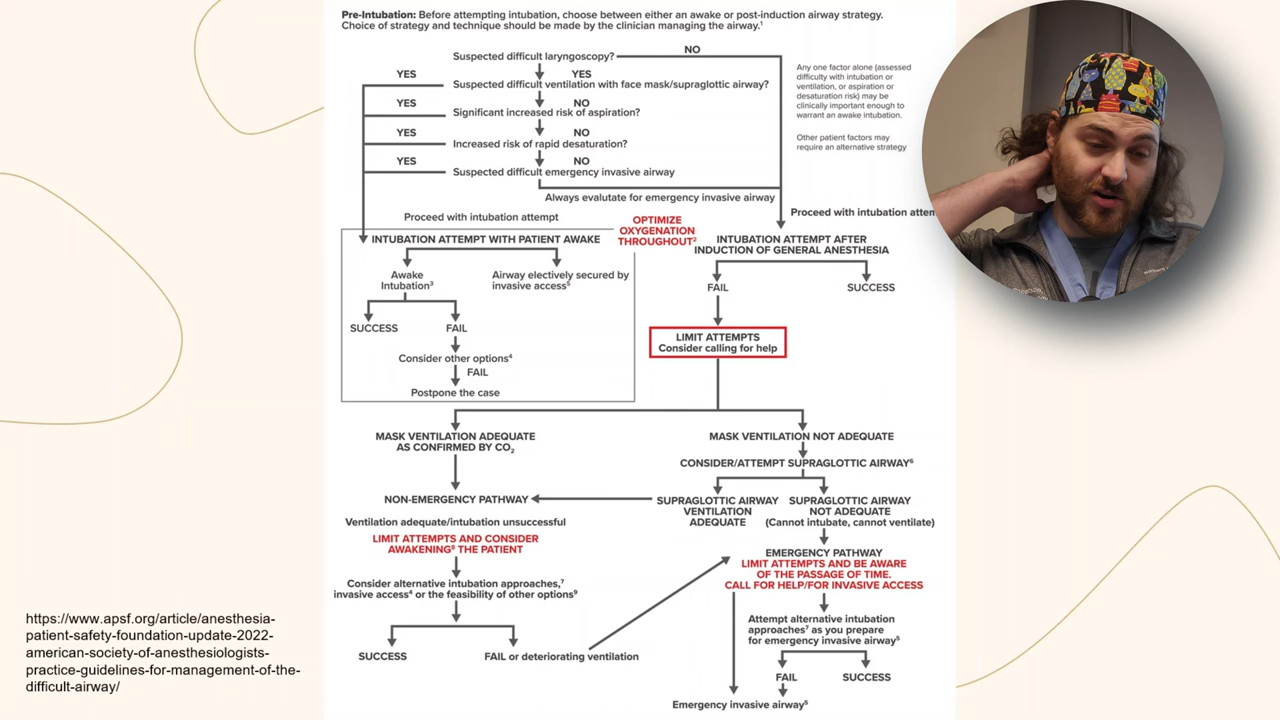 Pre-Intubation: Before attempting intubation, choose between either an awake or post-induction airway strategy.
Choice of strategy and technique should be made by the clinician managing the airway.¹
Suspected difficult laryngoscopy?
NO
YES
YES
Suspected difficult ventilation with face mask/supraglottic airway?
YES
NO
Significant increased risk of aspiration?
YES
NO
Increased risk of rapid desaturation?
YES
NO
Suspected difficult emergency invasive airway
Always evalutate for emergency invasive airway
Any one factor alone (assessed
difficulty with intubation or
ventilation, or aspiration or
desaturation risk) may be
clinically important enough to
warrant an awake intubation.
Other patient factors may
require an alternative strategy
Proceed with intubation attempt
OPTIMIZE
OXYGENATION
THROUGHOUT²
Proceed with intubation atten
INTUBATION ATTEMPT WITH PATIENT AWAKE
INTUBATION ATTEMPT AFTER
INDUCTION OF GENERAL ANESTHESIA
Awake
Intubation³
Airway electively secured by
invasive access⁵
FAIL
SUCCESS
SUCCESS
FAIL
LIMIT ATTEMPTS
Consider calling for help
Consider other options⁴
FAIL
Postpone the case
MASK VENTILATION ADEQUATE
AS CONFIRMED BY CO₂
MASK VENTILATION NOT ADEQUATE
CONSIDER/ATTEMPT SUPRAGLOTTIC AIRWAY⁶
NON-EMERGENCY PATHWAY
SUPRAGLOTTIC AIRWAY
VENTILATION
ADEQUATE
SUPRAGLOTTIC AIRWAY
NOT ADEQUATE
(Cannot intubate, cannot ventilate)
Ventilation adequate/intubation unsuccessful
LIMIT ATTEMPTS AND CONSIDER
AWAKENING⁸ THE PATIENT
EMERGENCY PATHWAY
LIMIT ATTEMPTS AND BE AWARE
OF THE PASSAGE OF TIME.
CALL FOR HELP/FOR INVASIVE ACCESS
Consider alternative intubation approaches,⁷
invasive access⁴ or the feasibility of other options⁹
Attempt alternative intubation
approaches⁷ as you prepare
for emergency invasive airway⁵
SUCCESS
FAIL or deteriorating ventilation
FAIL
SUCCESS
Emergency invasive airway⁵
https://www.apsf.org/article/anesthesia-
patient-safety-foundation-update-2022-
american-society-of-anesthesiologists-
practice-guidelines-for-management-of-the-
difficult-airway/